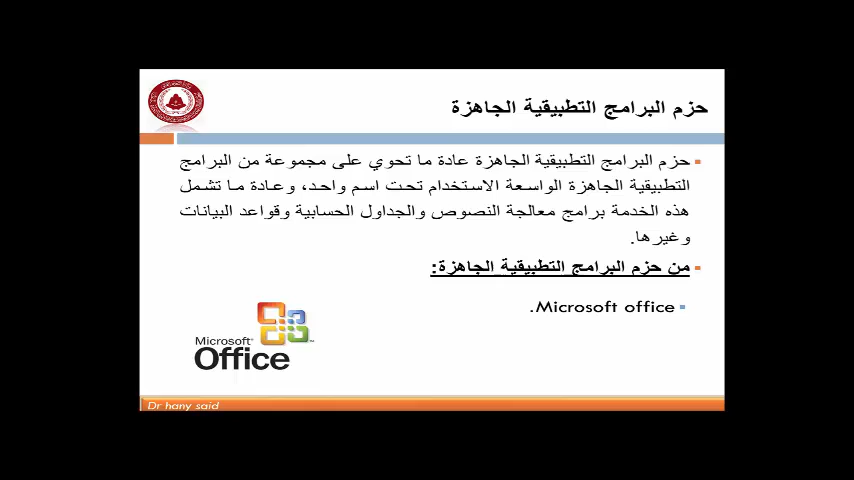 حزم البرامج التطبيقية الجاهزة
حزم البرامج التطبيقية الجاهزة عادة ما تحوي على مجموعة من البرامج
التطبيقية الجاهزة الواسعة الاستخدام تحت اسم واحد، وعادة ما تشمل
هذه الخدمة برامج معالجة النصوص والجداول الحسابية وقواعد البيانات
وغيرها.
من حزم البرامج التطبيقية الجاهزة:
Microsoft office.
Microsoft
Office
Dr hany said